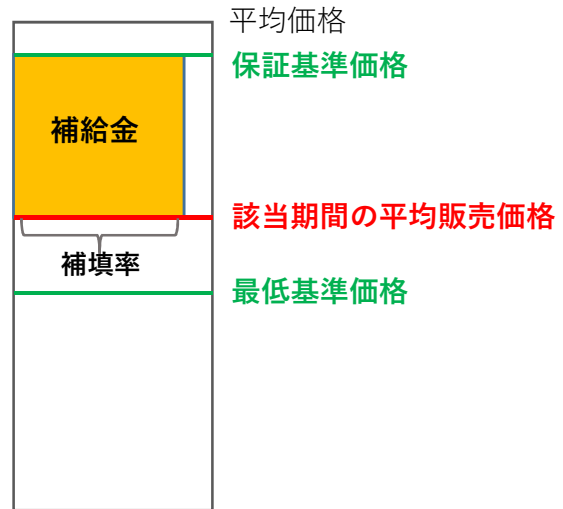 平均価格
保証基準価格
補給金
該当期間の平均販売価格
補填率
最低基準価格